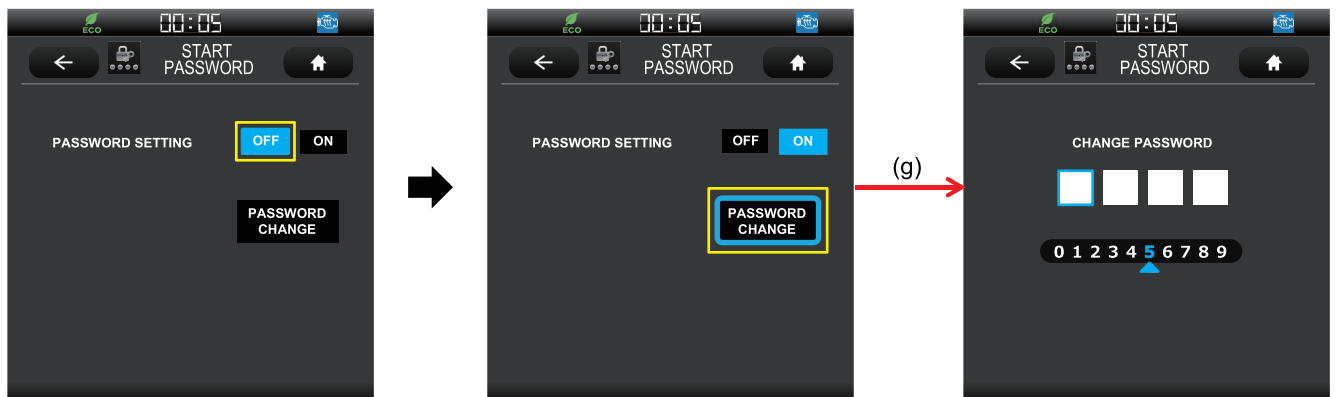 ECO 00:05
START
PASSWORD
PASSWORD SETTING OFF ON
PASSWORD
CHANGE
ECO 00:05
START
PASSWORD
PASSWORD SETTING OFF ON
PASSWORD
CHANGE
(g)
ECO 00:05
START
PASSWORD
CHANGE PASSWORD
0 1 2 3 4 5 6 7 8 9